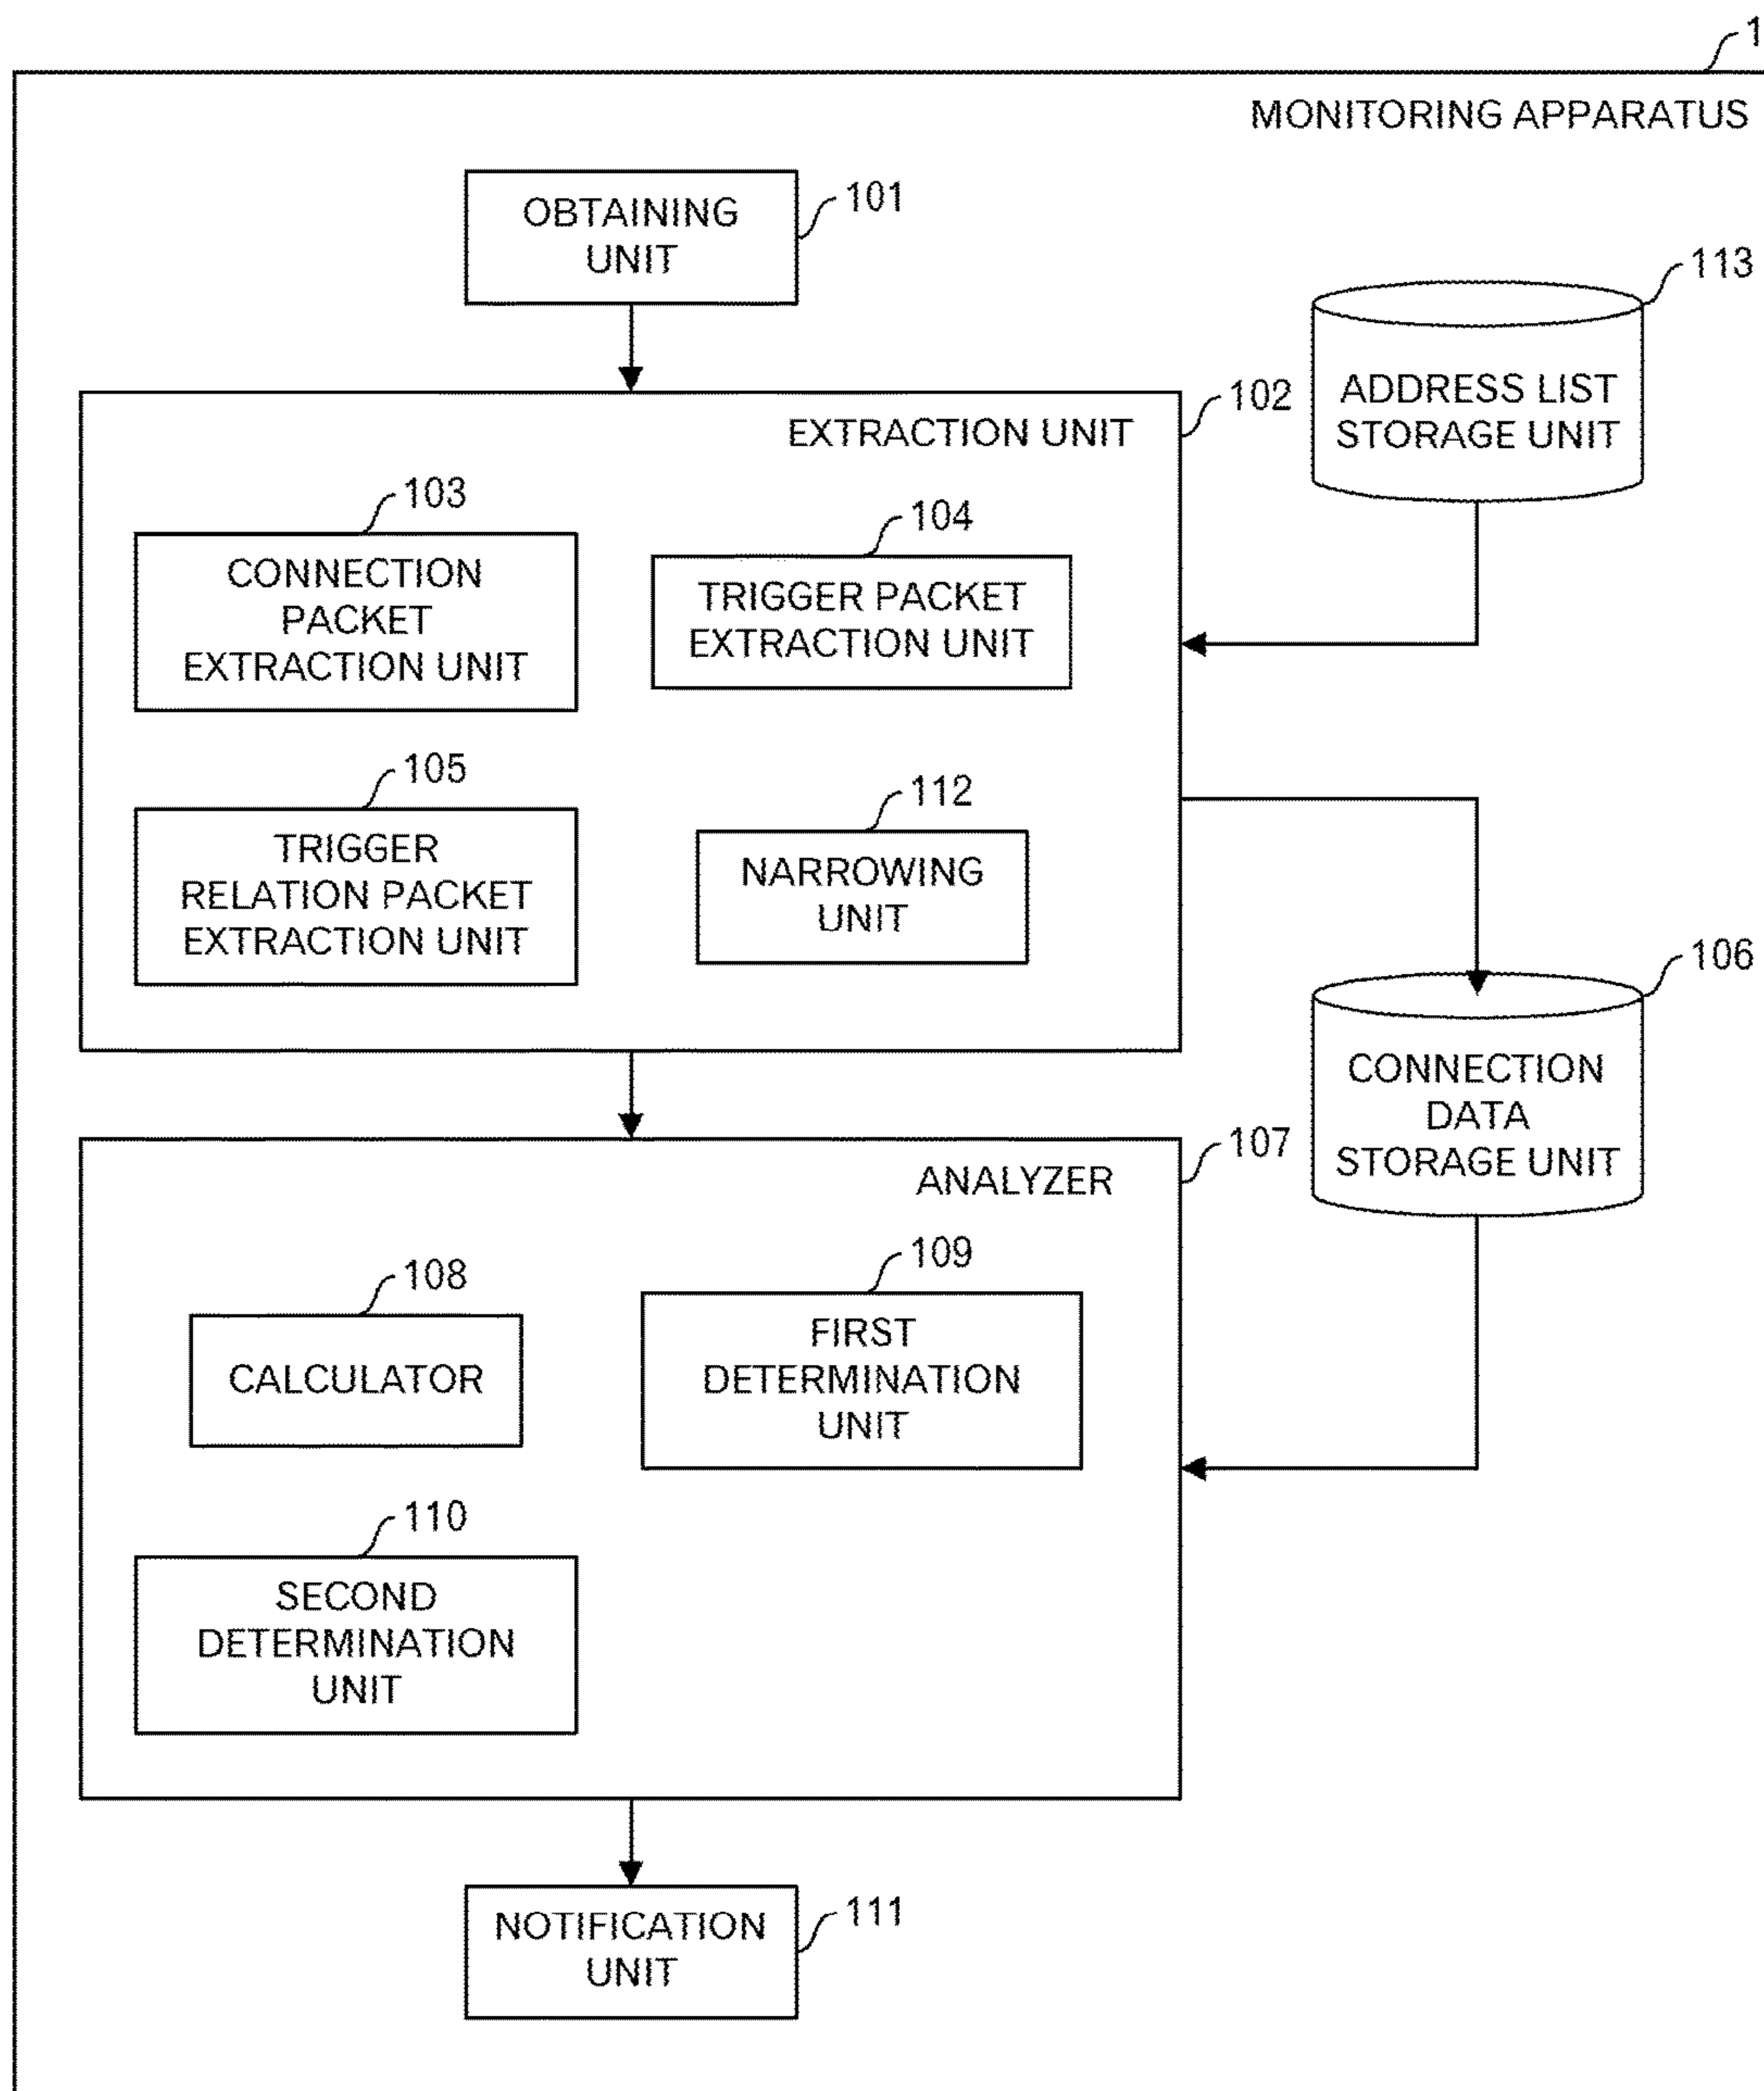 1
MONITORING APPARATUS
OBTAINING
UNIT
101
113
ADDRESS LIST
STORAGE UNIT
102
EXTRACTION UNIT
103
CONNECTION
PACKET
EXTRACTION UNIT
104
TRIGGER PACKET
EXTRACTION UNIT
105
TRIGGER
RELATION PACKET
EXTRACTION UNIT
112
NARROWING
UNIT
106
CONNECTION
DATA
STORAGE UNIT
107
ANALYZER
108
CALCULATOR
109
FIRST
DETERMINATION
UNIT
110
SECOND
DETERMINATION
UNIT
NOTIFICATION
UNIT
111